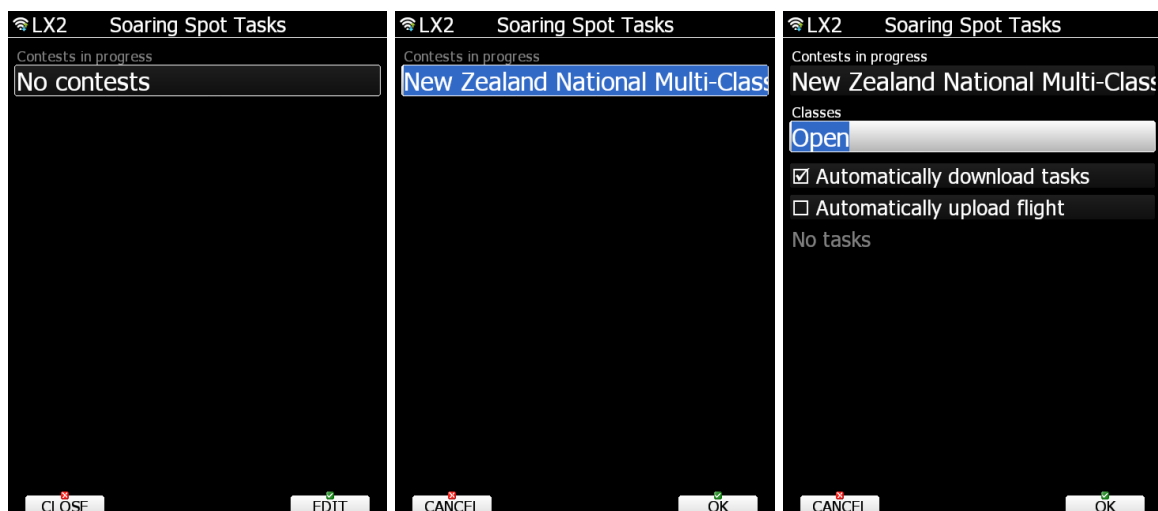 LX2 Soaring Spot Tasks
Contests in progress
No contests
CLOSE EDIT
LX2 Soaring Spot Tasks
Contests in progress
New Zealand National Multi-Class
CANCEL OK
LX2 Soaring Spot Tasks
Contests in progress
New Zealand National Multi-Class
Classes
Open
Automatically download tasks
Automatically upload flight
No tasks
CANCEL OK